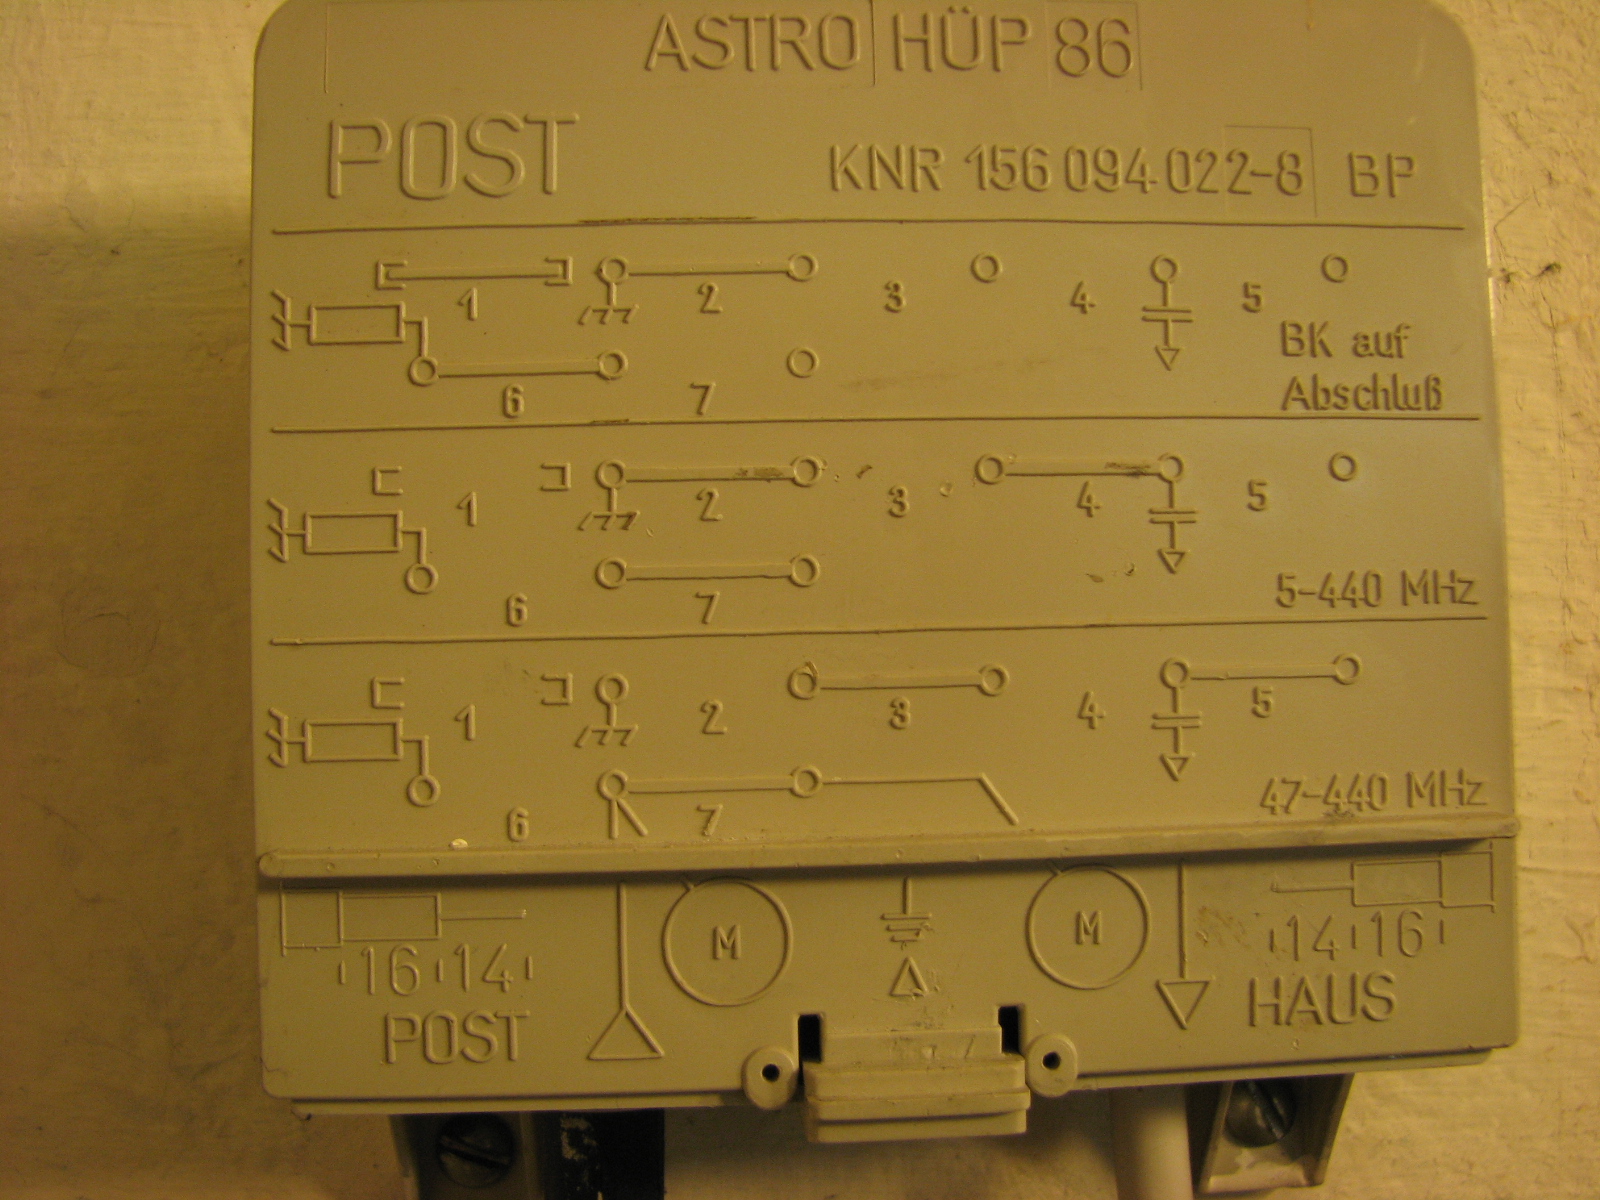 ASTRO HÜP 86
POST KNR 156 094 022-8 BP
1 2 3 4 5
BK auf
Abschluß
6 7
1 2 3 4 5
5-440 MHz
6 7
1 2 3 4 5
47-440 MHz
6 7
M M
16 14 14 16
POST HAUS